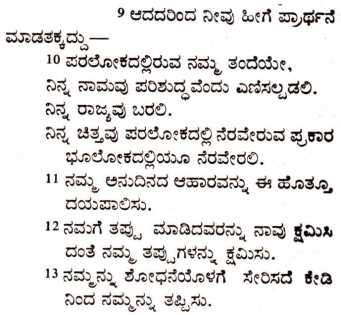 9 ಆದದರಿಂದ ನೀವು ಹೀಗೆ ಪ್ರಾರ್ಥನೆ
ಮಾಡತಕ್ಕದ್ದು—
10 ಪರಲೋಕದಲ್ಲಿರುವ ನಮ್ಮ ತಂದೆಯೇ,
ನಿನ್ನ ನಾಮವು ಪರಿಶುದ್ಧವೆಂದು ಎಣಿಸಲ್ಪಡಲಿ.
ನಿನ್ನ ರಾಜ್ಯವು ಬರಲಿ.
ನಿನ್ನ ಚಿತ್ತವು ಪರಲೋಕದಲ್ಲಿ ನೆರವೇರುವ ಪ್ರಕಾರ
ಭೂಲೋಕದಲ್ಲಿಯೂ ನೆರವೇರಲಿ.
11 ನಮ್ಮ ಅನುದಿನದ ಆಹಾರವನ್ನು ಈ ಹೊತ್ತೂ
ದಯಪಾಲಿಸು.
12 ನಮಗೆ ತಪ್ಪು ಮಾಡಿದವರನ್ನು ನಾವು ಕ್ಷಮಿಸಿ
ದಂತೆ ನಮ್ಮ ತಪ್ಪುಗಳನ್ನು ಕ್ಷಮಿಸು.
13 ನಮ್ಮನ್ನು ಶೋಧನೆಯೊಳಗೆ ಸೇರಿಸದೆ ಕೇಡಿ
ನಿಂದ ನಮ್ಮನ್ನು ತಪ್ಪಿಸು.